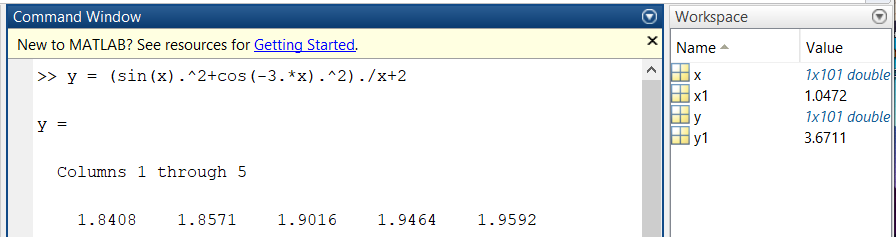 Command Window
New to MATLAB? See resources for Getting Started.
>> y = (sin(x).^2+cos(-3.*x).^2)./x+2
y =
Columns 1 through 5
1.8408 1.8571 1.9016 1.9464 1.9592
Workspace
Name Value
x 1x101 double
x1 1.0472
y 1x101 double
y1 3.6711